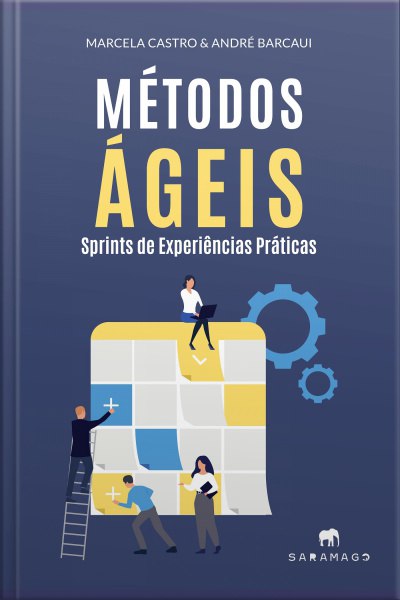 MARCELA CASTRO & ANDRÉ BARCAUI
MÉTODOS
ÁGEIS
Sprints de Experiências Práticas
SARAMAGO